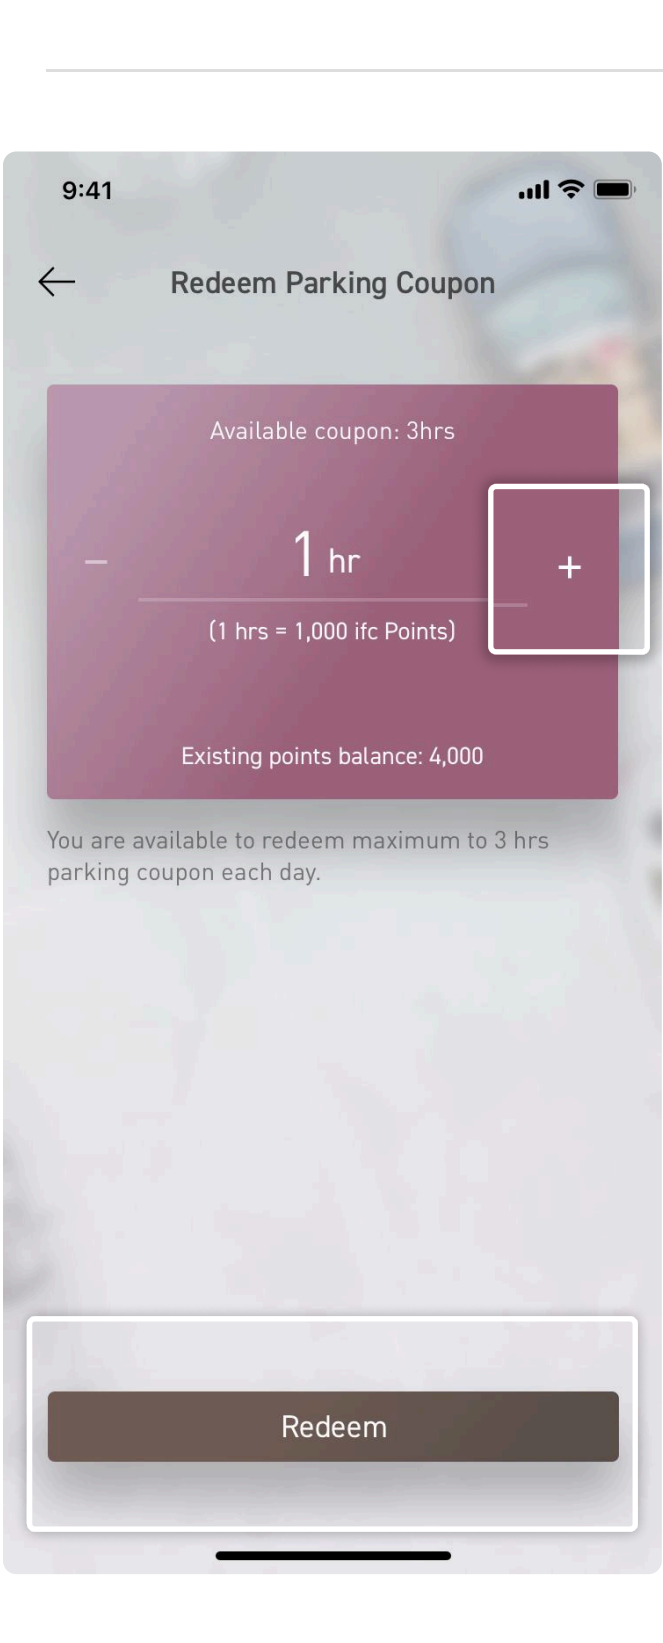 9:41
Redeem Parking Coupon
Available coupon: 3hrs
− 1 hr +
(1 hrs = 1,000 ifc Points)
Existing points balance: 4,000
You are available to redeem maximum to 3 hrs
parking coupon each day.
Redeem